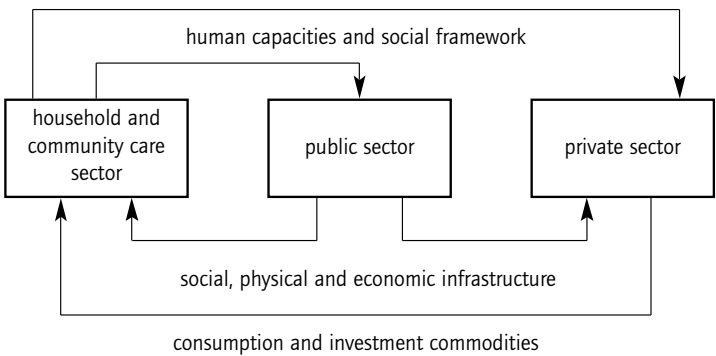 human capacities and social framework
household and
community care
sector
public sector
private sector
social, physical and economic infrastructure
consumption and investment commodities